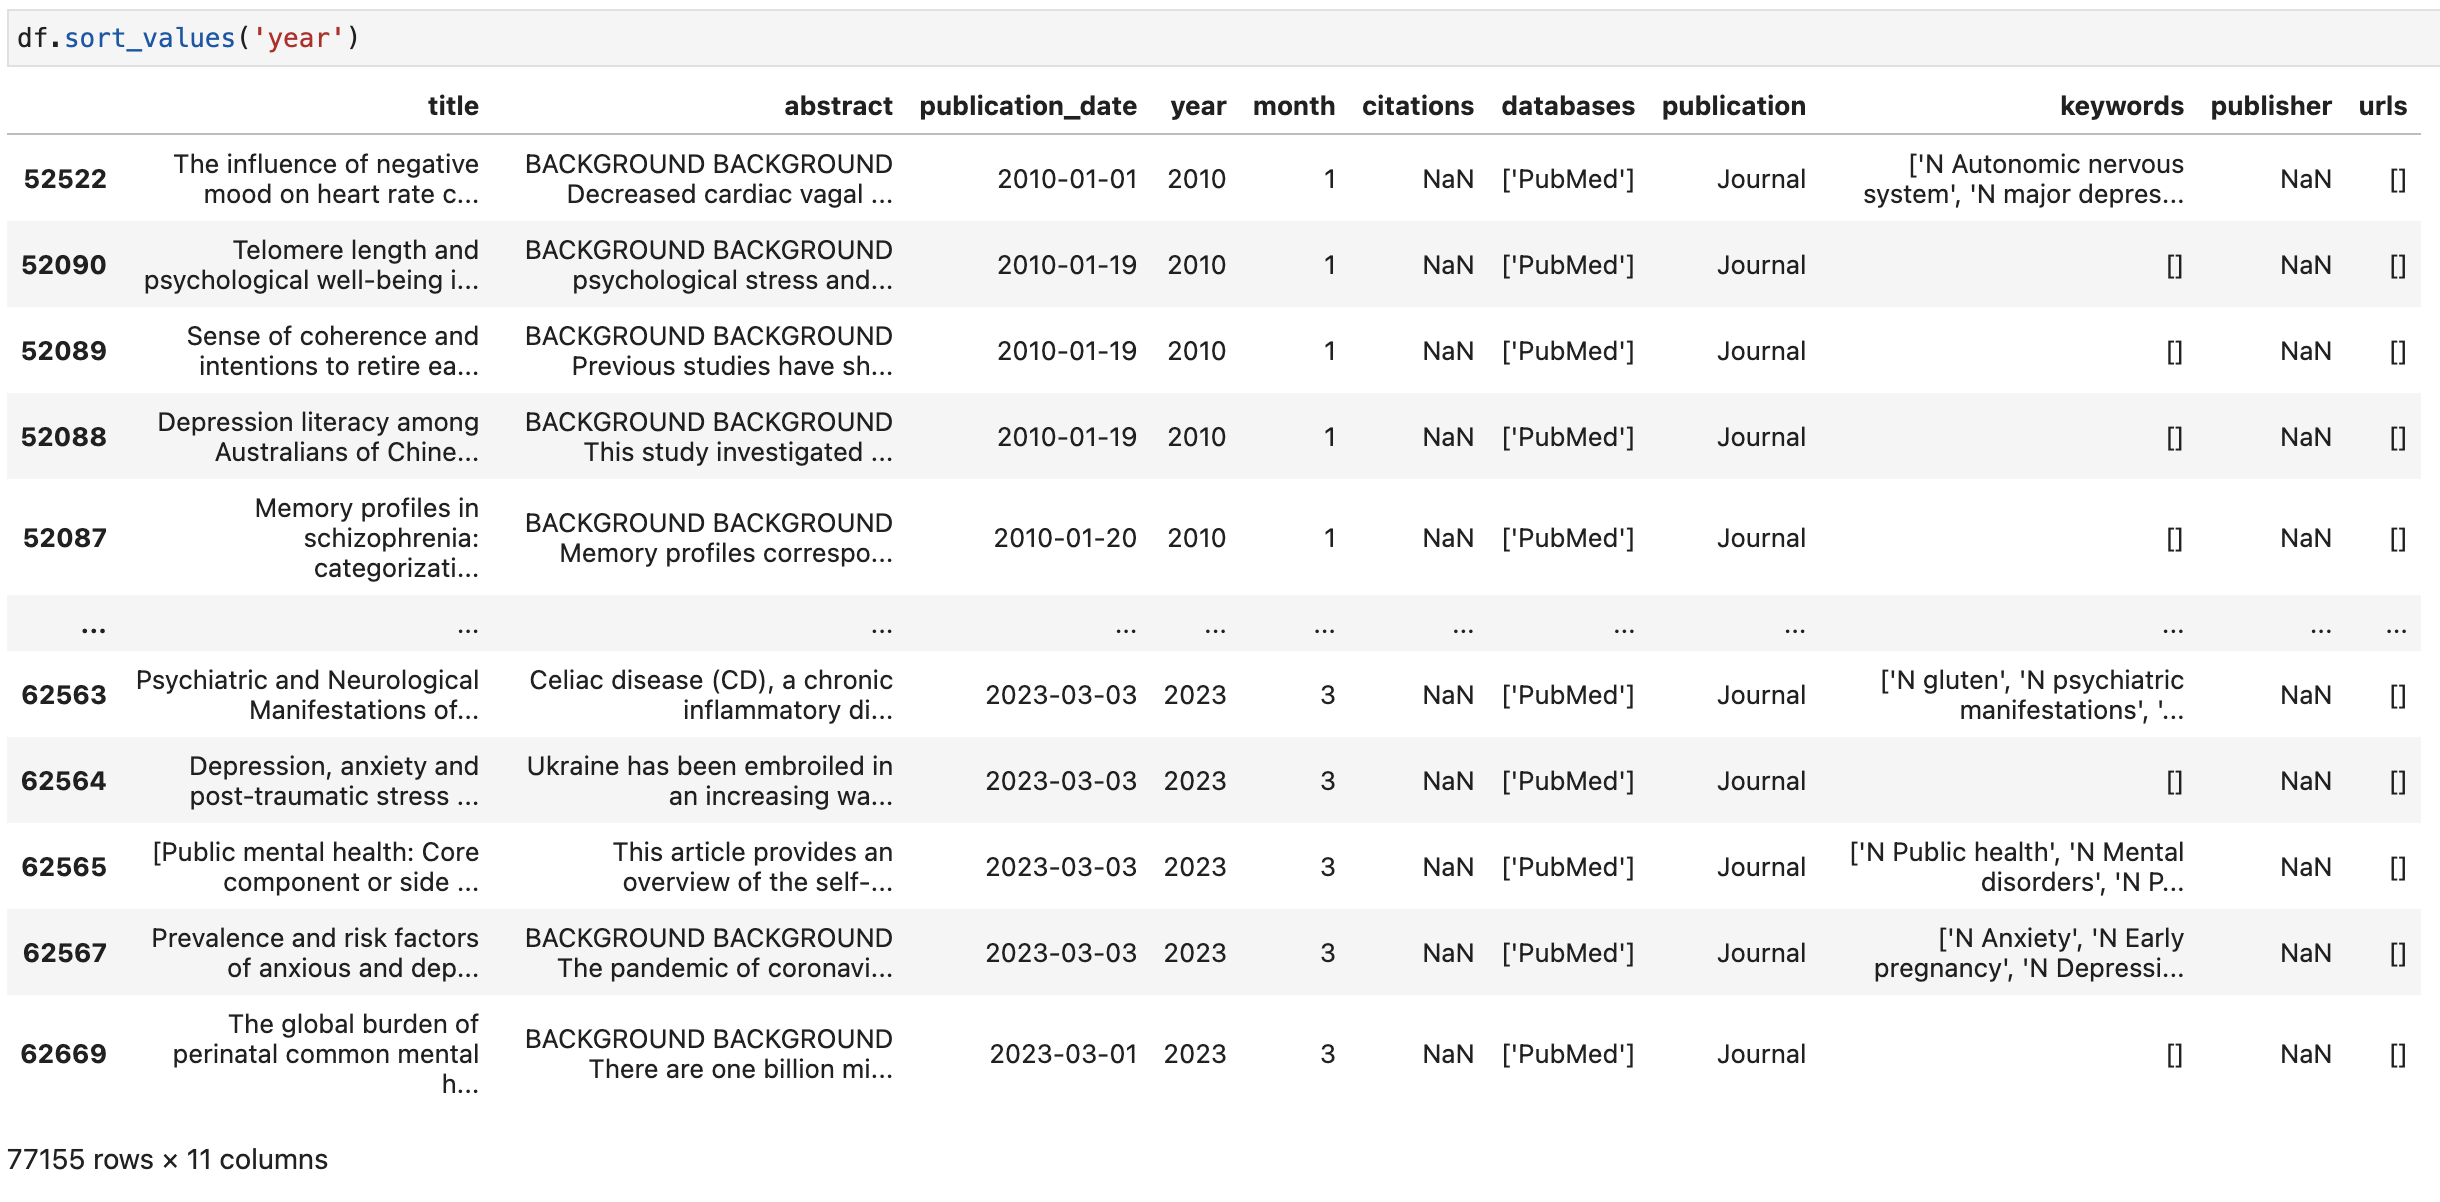 df.sort_values('year')
title abstract publication_date year month citations databases publication keywords publisher urls
52522 The influence of negative mood on heart rate c... BACKGROUND BACKGROUND Decreased cardiac vagal ... 2010-01-01 2010 1 NaN ['PubMed'] Journal ['N Autonomic nervous system', 'N major depres... NaN []
52090 Telomere length and psychological well-being i... BACKGROUND BACKGROUND psychological stress and... 2010-01-19 2010 1 NaN ['PubMed'] Journal [] NaN []
52089 Sense of coherence and intentions to retire ea... BACKGROUND BACKGROUND Previous studies have sh... 2010-01-19 2010 1 NaN ['PubMed'] Journal [] NaN []
52088 Depression literacy among Australians of Chine... BACKGROUND BACKGROUND This study investigated ... 2010-01-19 2010 1 NaN ['PubMed'] Journal [] NaN []
52087 Memory profiles in schizophrenia: categorizati... BACKGROUND BACKGROUND Memory profiles correspo... 2010-01-20 2010 1 NaN ['PubMed'] Journal [] NaN []
... ... ... ... ... ... ... ... ... ... ... ...
62563 Psychiatric and Neurological Manifestations of... Celiac disease (CD), a chronic inflammatory di... 2023-03-03 2023 3 NaN ['PubMed'] Journal ['N gluten', 'N psychiatric manifestations', '... NaN []
62564 Depression, anxiety and post-traumatic stress ... Ukraine has been embroiled in an increasing wa... 2023-03-03 2023 3 NaN ['PubMed'] Journal [] NaN []
62565 [Public mental health: Core component or side ... This article provides an overview of the self-... 2023-03-03 2023 3 NaN ['PubMed'] Journal ['N Public health', 'N Mental disorders', 'N P... NaN []
62567 Prevalence and risk factors of anxious and dep... BACKGROUND BACKGROUND The pandemic of coronavi... 2023-03-03 2023 3 NaN ['PubMed'] Journal ['N Anxiety', 'N Early pregnancy', 'N Depressi... NaN []
62669 The global burden of perinatal common mental h... BACKGROUND BACKGROUND There are one billion mi... 2023-03-01 2023 3 NaN ['PubMed'] Journal [] NaN []
77155 rows × 11 columns